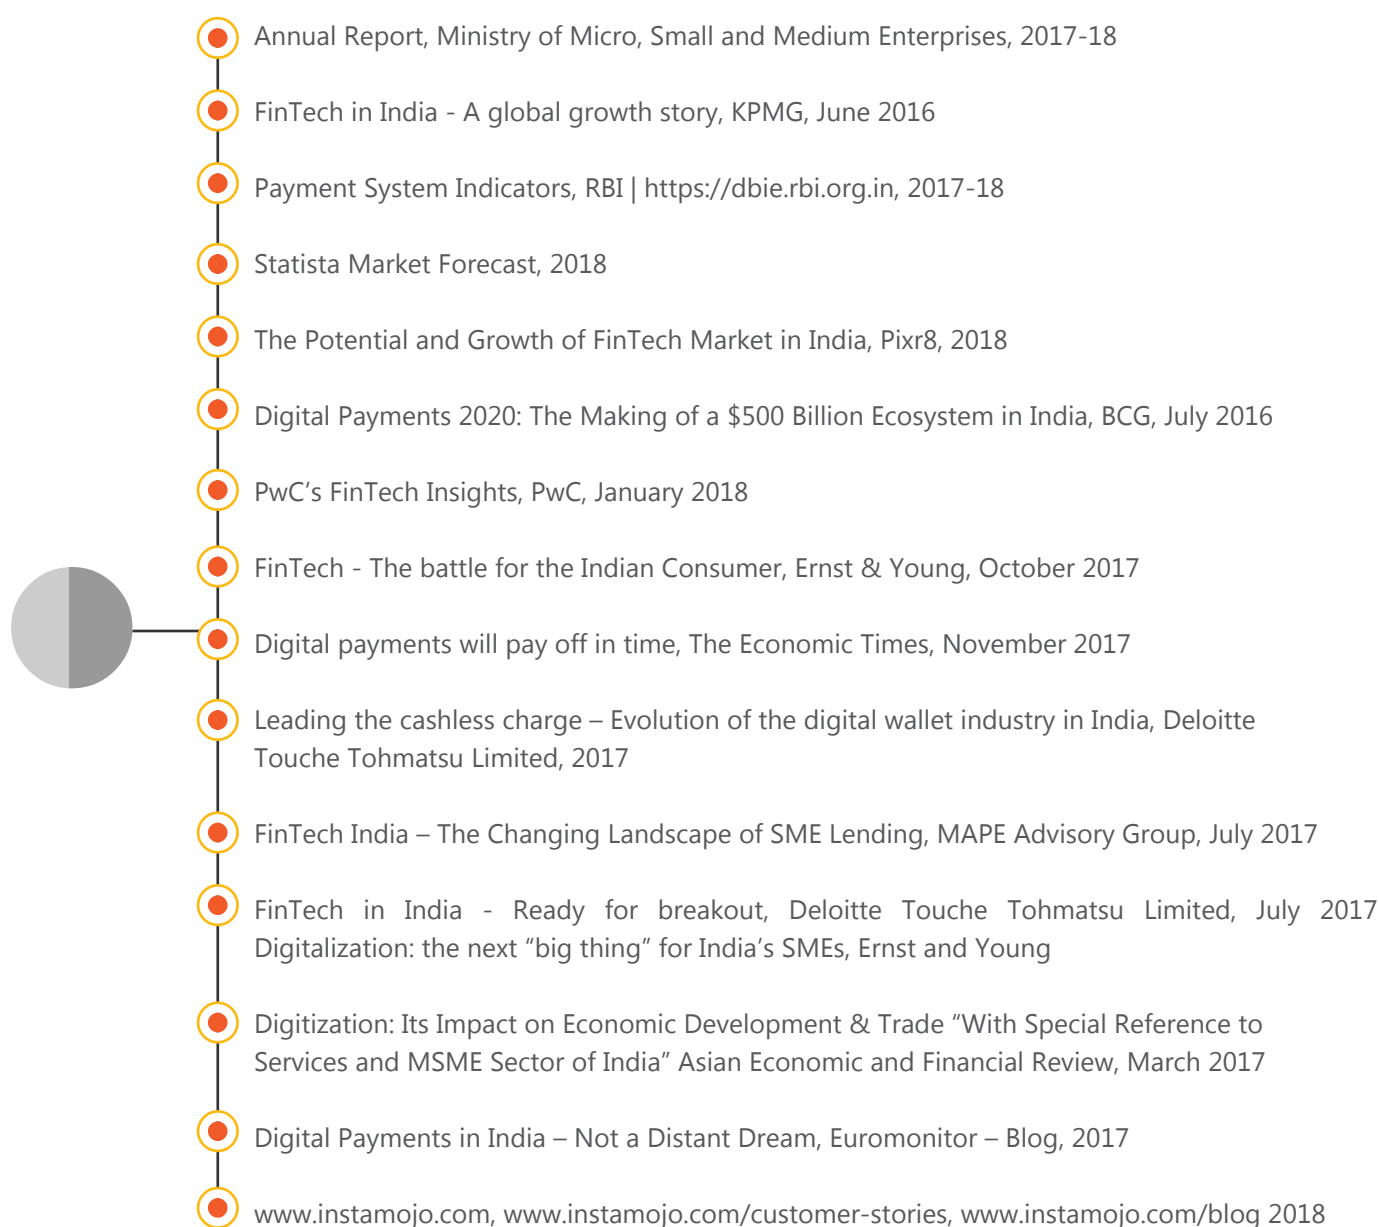 Annual Report, Ministry of Micro, Small and Medium Enterprises, 2017-18
FinTech in India - A global growth story, KPMG, June 2016
Payment System Indicators, RBI | https://dbie.rbi.org.in, 2017-18
Statista Market Forecast, 2018
The Potential and Growth of FinTech Market in India, Pixr8, 2018
Digital Payments 2020: The Making of a $500 Billion Ecosystem in India, BCG, July 2016
PwC’s FinTech Insights, PwC, January 2018
FinTech - The battle for the Indian Consumer, Ernst & Young, October 2017
Digital payments will pay off in time, The Economic Times, November 2017
Leading the cashless charge – Evolution of the digital wallet industry in India, Deloitte
Touche Tohmatsu Limited, 2017
FinTech India – The Changing Landscape of SME Lending, MAPE Advisory Group, July 2017
FinTech in India - Ready for breakout, Deloitte Touche Tohmatsu Limited, July 2017
Digitalization: the next “big thing” for India’s SMEs, Ernst and Young
Digitization: Its Impact on Economic Development & Trade “With Special Reference to
Services and MSME Sector of India” Asian Economic and Financial Review, March 2017
Digital Payments in India – Not a Distant Dream, Euromonitor – Blog, 2017
www.instamojo.com, www.instamojo.com/customer-stories, www.instamojo.com/blog 2018